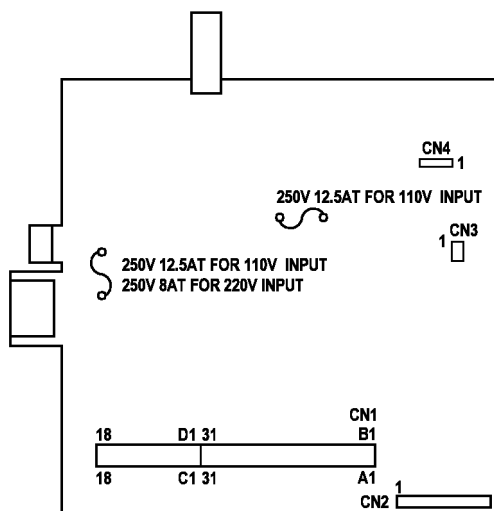 CN4
1
250V 12.5AT FOR 110V INPUT
CN3
1
250V 12.5AT FOR 110V INPUT
250V 8AT FOR 220V INPUT
CN1
18 D1 31 B1
18 C1 31 A1
1
CN2